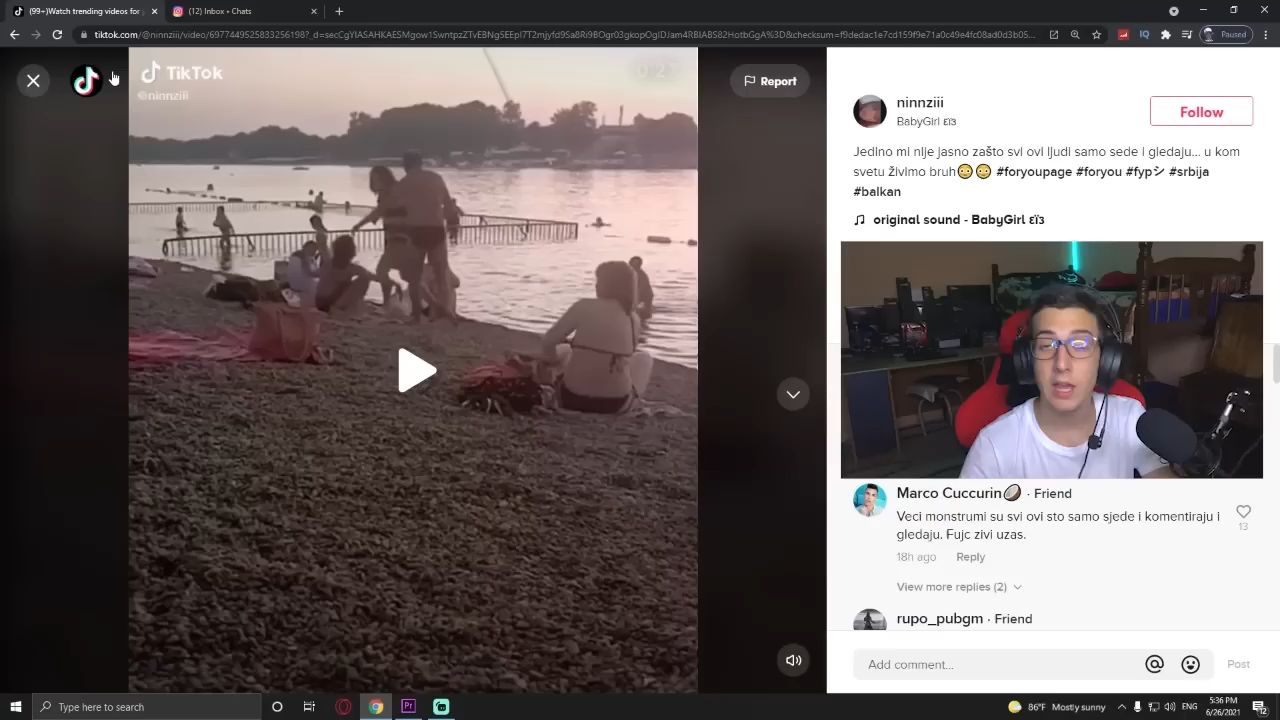 (99+)Watch trending videos for
(12) Inbox • Chats
Paused
TikTok
@ninnziii
Report
ninnziii
BabyGirl εïз
Follow
Jedino mi nije jasno zašto svi ovi ljudi samo sede i gledaju... u kom
svetu živimo bruh😳😳 #foryoupage #foryou #fypシ #srbija
#balkan
original sound - BabyGirl εïз
Marco Cuccurin🥥 · Friend
Veci monstrumi su svi ovi sto samo sjede i komentiraju i
gledaju. Fujc zivi uzas.
13
18h ago Reply
View more replies (2)
rupo_pubgm · Friend
Add comment...
Post
Type here to search
86°F Mostly sunny
ENG
5:36 PM
6/26/2021
12